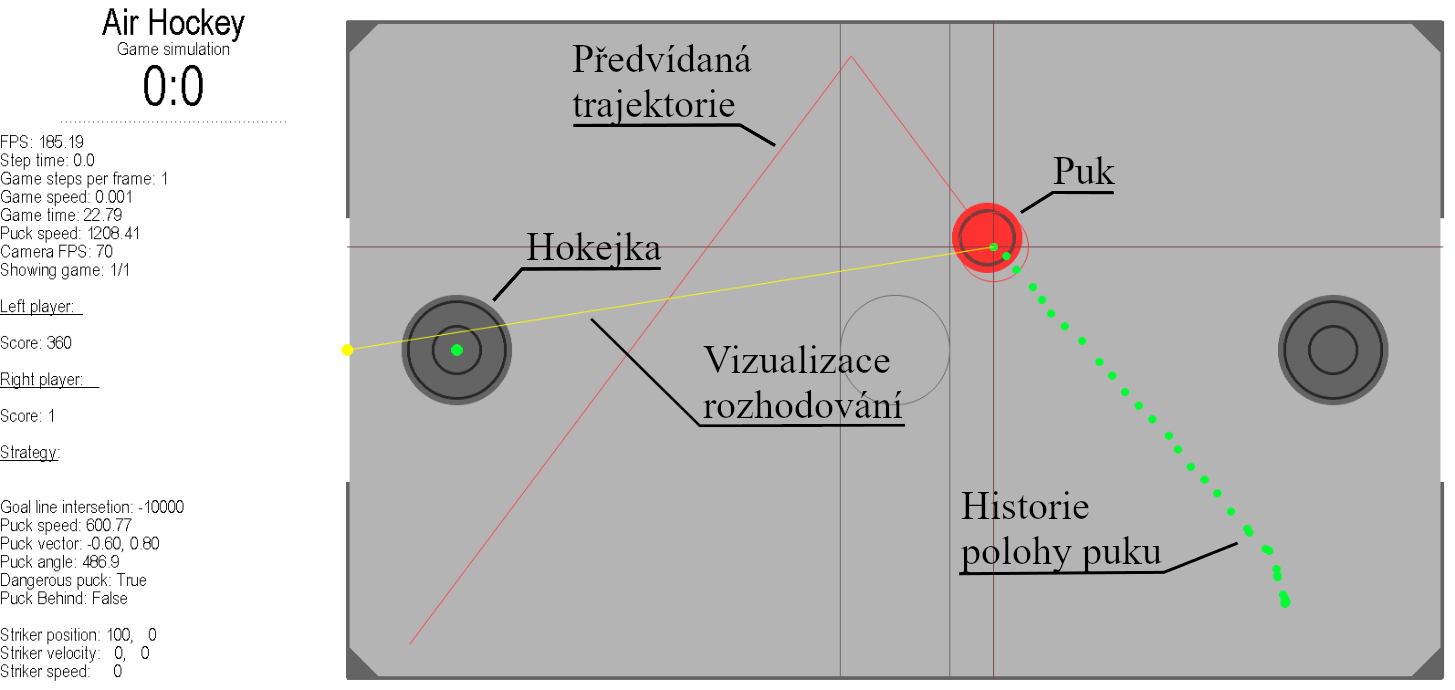 Air Hockey
Game simulation
0:0
FPS: 185.19
Step time: 0.0
Game steps per frame: 1
Game speed: 0.001
Game time: 22.79
Puck speed: 1208.41
Camera FPS: 70
Showing game: 1/1
Left player:
Score: 360
Right player:
Score: 1
Strategy:
Goal line intersetion: -10000
Puck speed: 600.77
Puck vector: -0.60, 0.80
Puck angle: 486.9
Dangerous puck: True
Puck Behind: False
Striker position: 100, 0
Striker velocity: 0, 0
Striker speed: 0
Předvídaná
trajektorie
Puk
Hokejka
Vizualizace
rozhodování
Historie
polohy puku